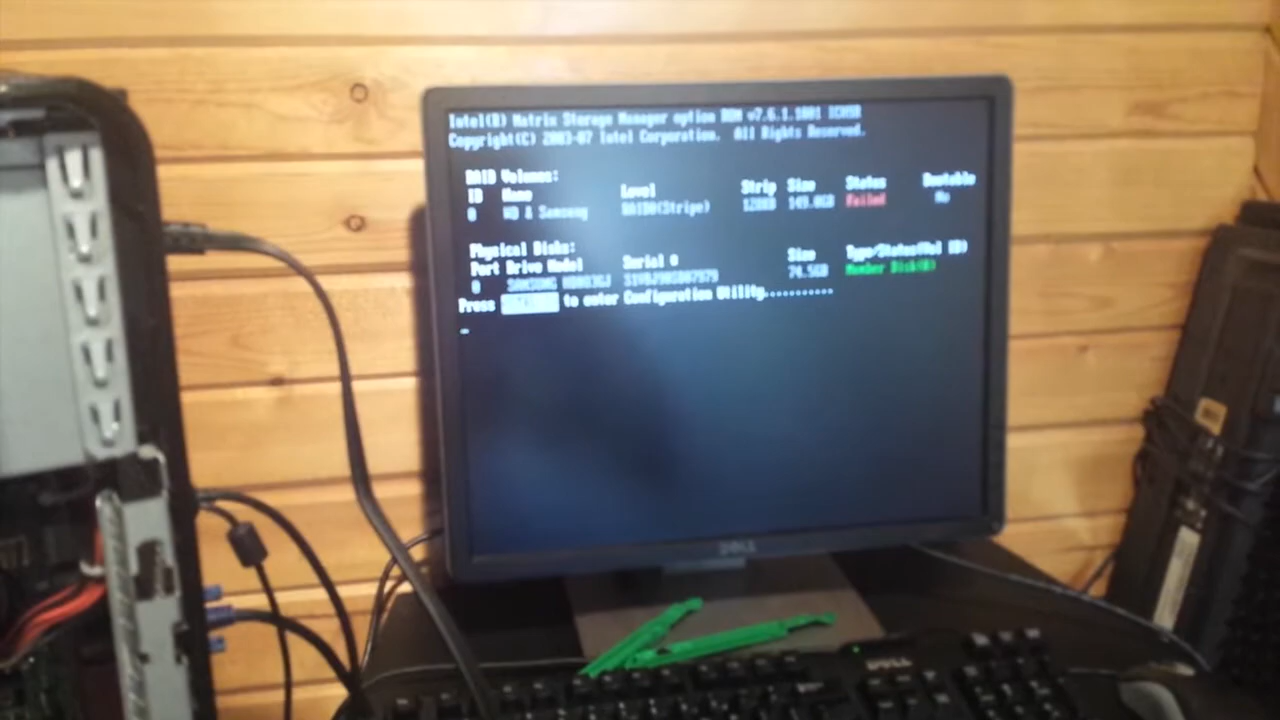 Intel(R) Matrix Storage Manager option ROM v7.6.1.1001 ICH9R
Copyright(C) 2003-07 Intel Corporation. All Rights Reserved.
RAID Volumes:
ID Name Level Strip Size Status Bootable
0 WD & Samsung RAID0(Stripe) 128KB 149.0GB Failed No
Physical Disks:
Port Drive Model Serial # Size Type/Status(Vol ID)
0 SAMSUNG 74.5GB Member Disk(0)
Press to enter Configuration Utility...........
DELL
DELL